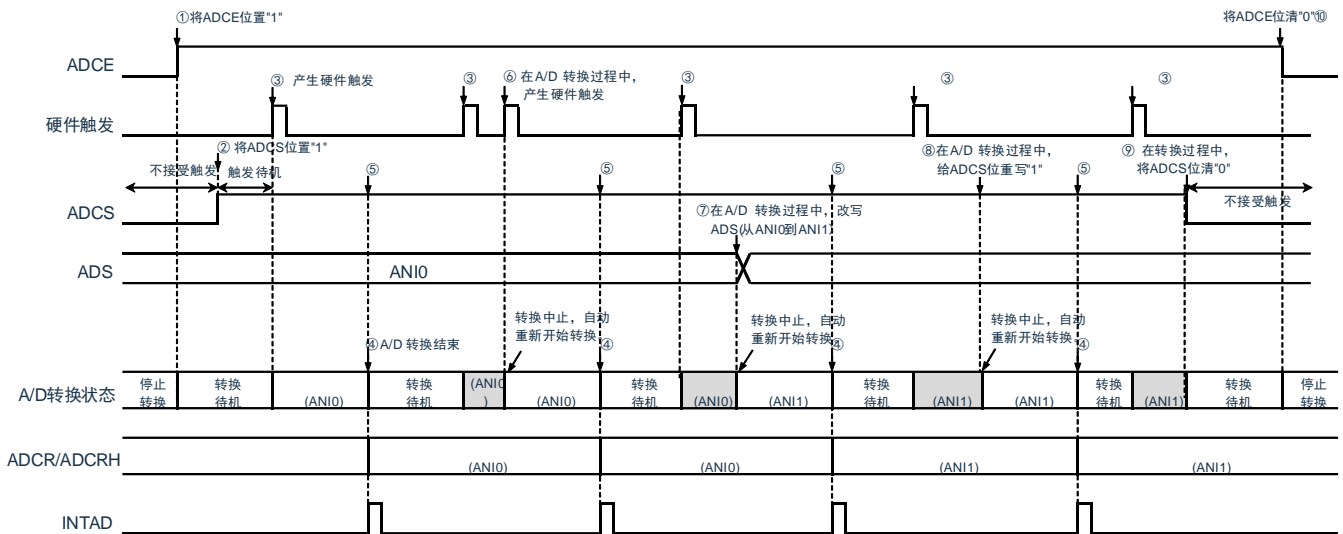 ①将ADCE位置"1"
将ADCE位清"0"⑩
ADCE
③ 产生硬件触发
③
⑥ 在A/D 转换过程中，
产生硬件触发
③
③
③
硬件触发
② 将ADCS位置"1"
不接受触发
触发待机
⑤
⑤
⑤
⑧在A/D 转换过程中，
给ADCS位重写"1"
⑤
⑨ 在转换过程中，
将ADCS位清"0"
不接受触发
ADCS
⑦在A/D 转换过程中，改写
ADS(从ANI0到ANI1)
ADS
ANI0
转换中止，自动
重新开始转换
转换中止，自动
重新开始转换
转换中止，自动
重新开始转换
④A/D 转换结束
④
④
④
A/D转换状态
停止
转换
转换
待机
(ANI0)
转换
待机
(ANI0
)
(ANI0)
转换
待机
(ANI0)
(ANI1)
转换
待机
(ANI1)
(ANI1)
转换
待机
(ANI1)
转换
待机
停止
转换
ADCR/ADCRH
(ANI0)
(ANI0)
(ANI1)
(ANI1)
INTAD